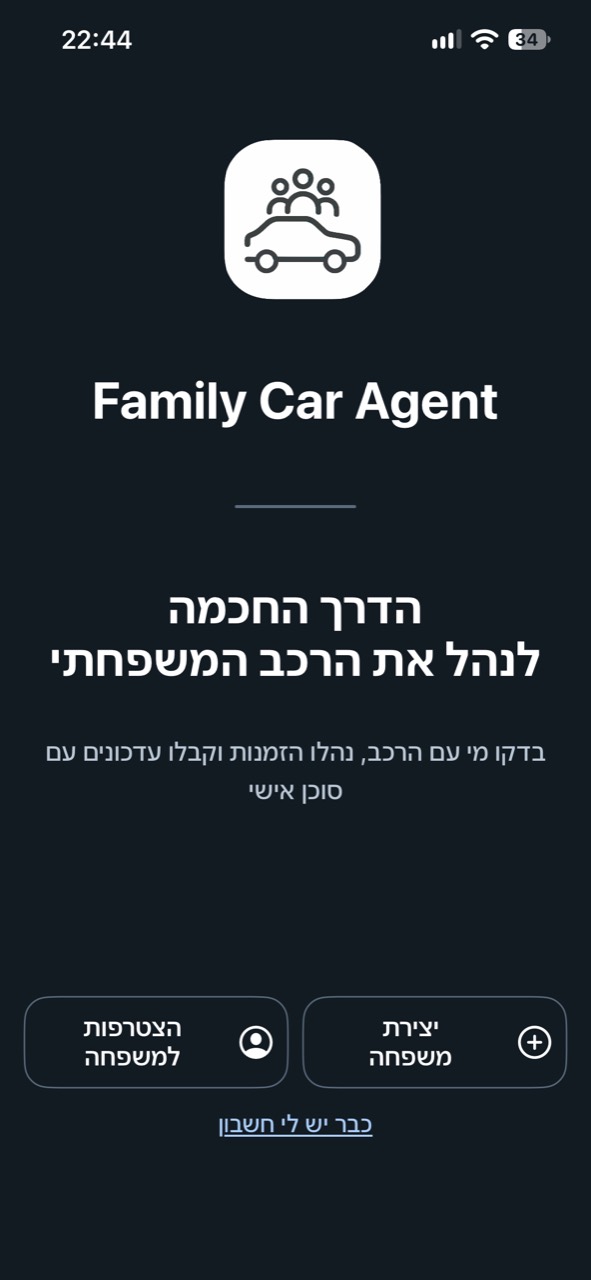 22:44
34
Family Car Agent
הדרך החכמה
לנהל את הרכב המשפחתי
בדקו מי עם הרכב, נהלו הזמנות וקבלו עדכונים עם
סוכן אישי
יצירת
משפחה
הצטרפות
למשפחה
כבר יש לי חשבון